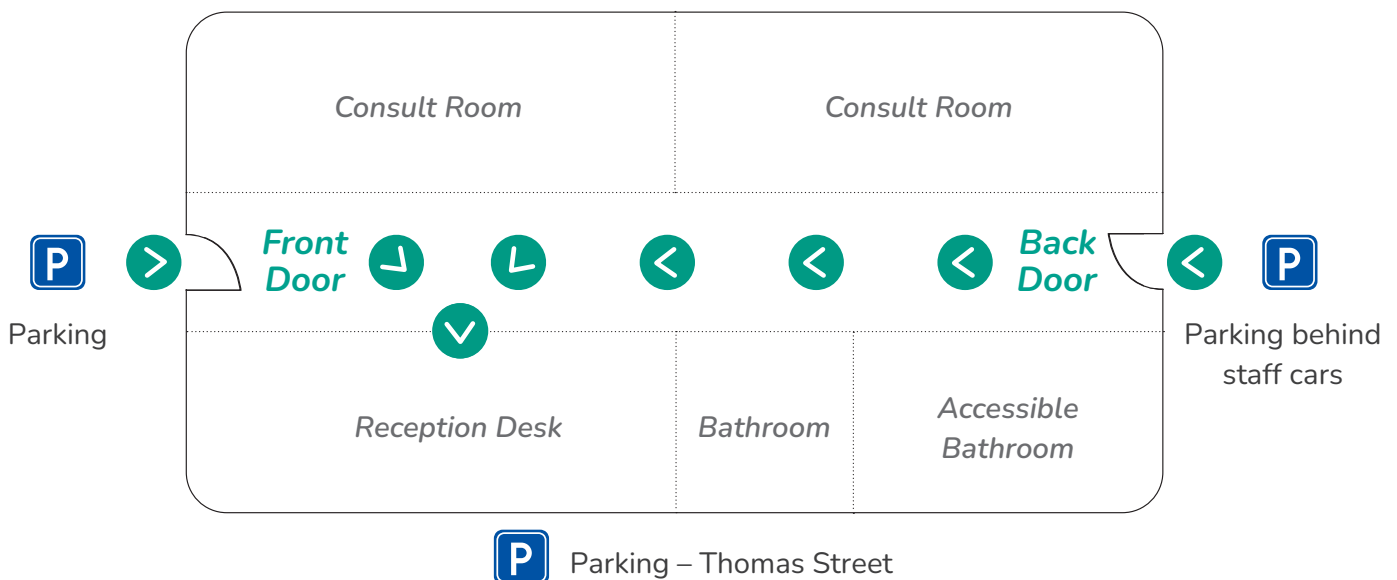 Consult Room
Consult Room
P
Front
Door
Back
Door
P
Parking
Parking behind
staff cars
Reception Desk
Bathroom
Accessible
Bathroom
P
Parking – Thomas Street